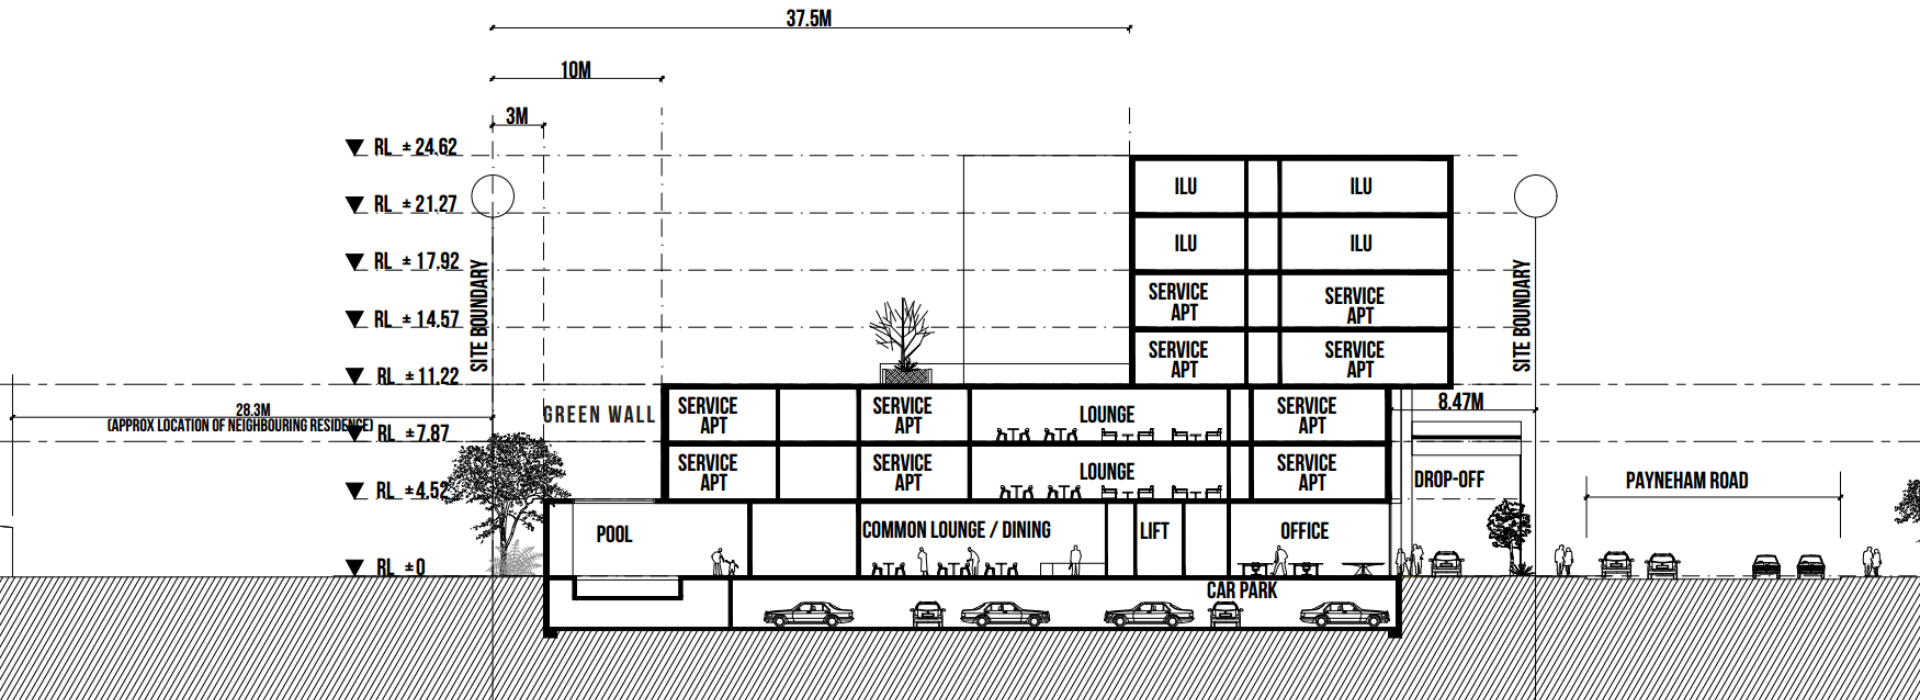 37.5M
10M
3M
RL ±24.62
RL ±21.27
RL ±17.92
RL ±14.57
RL ±11.22
RL ±7.87
RL ±4.52
RL ±0
SITE BOUNDARY
28.3M
(APPROX LOCATION OF NEIGHBOURING RESIDENCE)
GREEN WALL
ILU
ILU
ILU
ILU
SERVICE
APT
SERVICE
APT
SERVICE
APT
SERVICE
APT
SERVICE
APT
SERVICE
APT
LOUNGE
SERVICE
APT
SERVICE
APT
SERVICE
APT
LOUNGE
SERVICE
APT
POOL
COMMON LOUNGE / DINING
LIFT
OFFICE
CAR PARK
SITE BOUNDARY
8.47M
DROP-OFF
PAYNEHAM ROAD